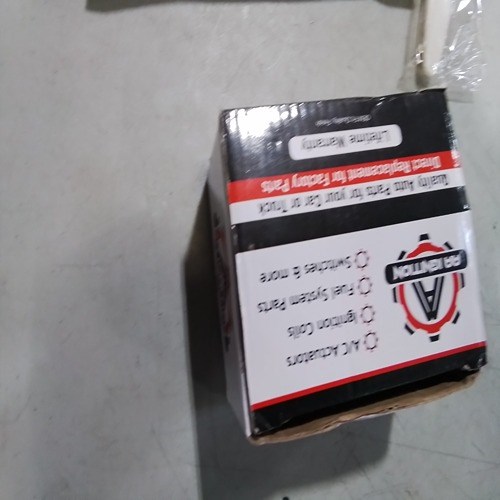 AA IGNITION
A/C Actuators
Ignition Coils
Fuel System Parts
Switches & more
Quality Auto Parts for your Car or Truck
Direct Replacement for Factory Parts
Lifetime Warranty